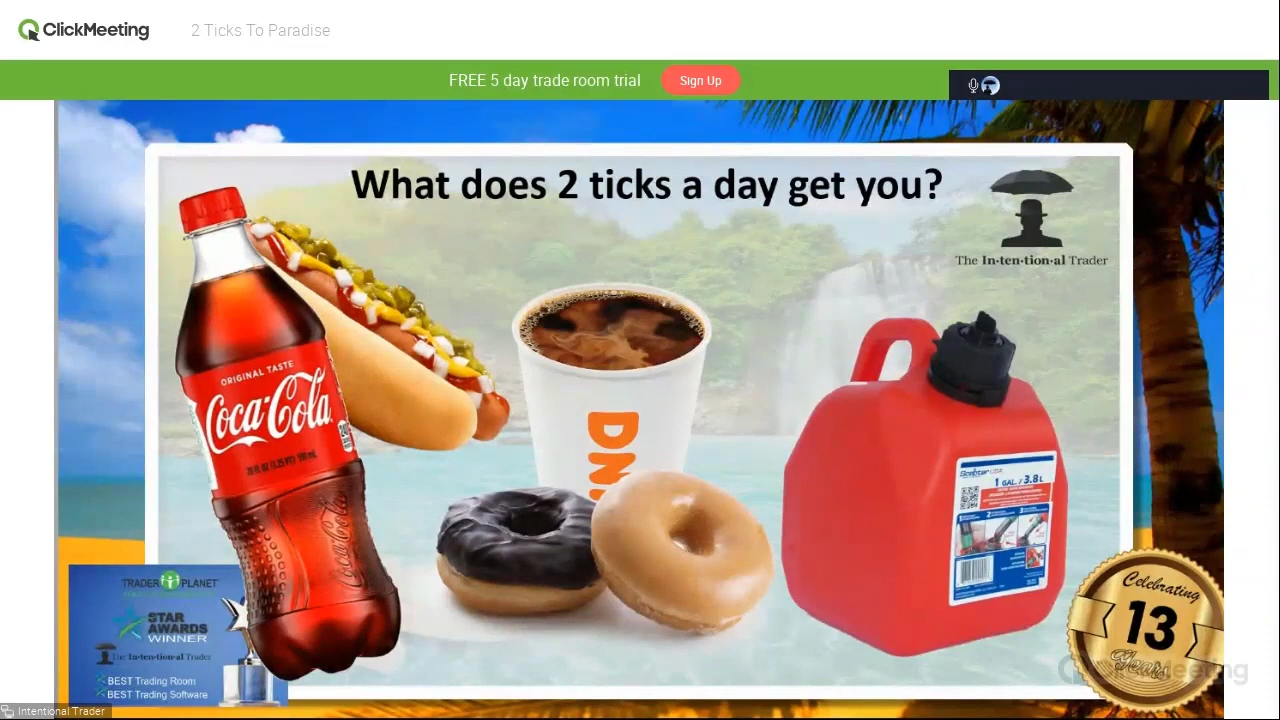 ClickMeeting
2 Ticks To Paradise
FREE 5 day trade room trial
Sign Up
What does 2 ticks a day get you?
The In·ten·tion·al Trader
ORIGINAL TASTE
Coca-Cola
Coca-Cola
DN
Scepter
1 GAL. / 3.8L
TRADER PLANET
STAR
AWARDS
WINNER
The In·ten·tion·al Trader
BEST Trading Room
BEST Trading Software
Celebrating
13
Years
ClickMeeting
Intentional Trader